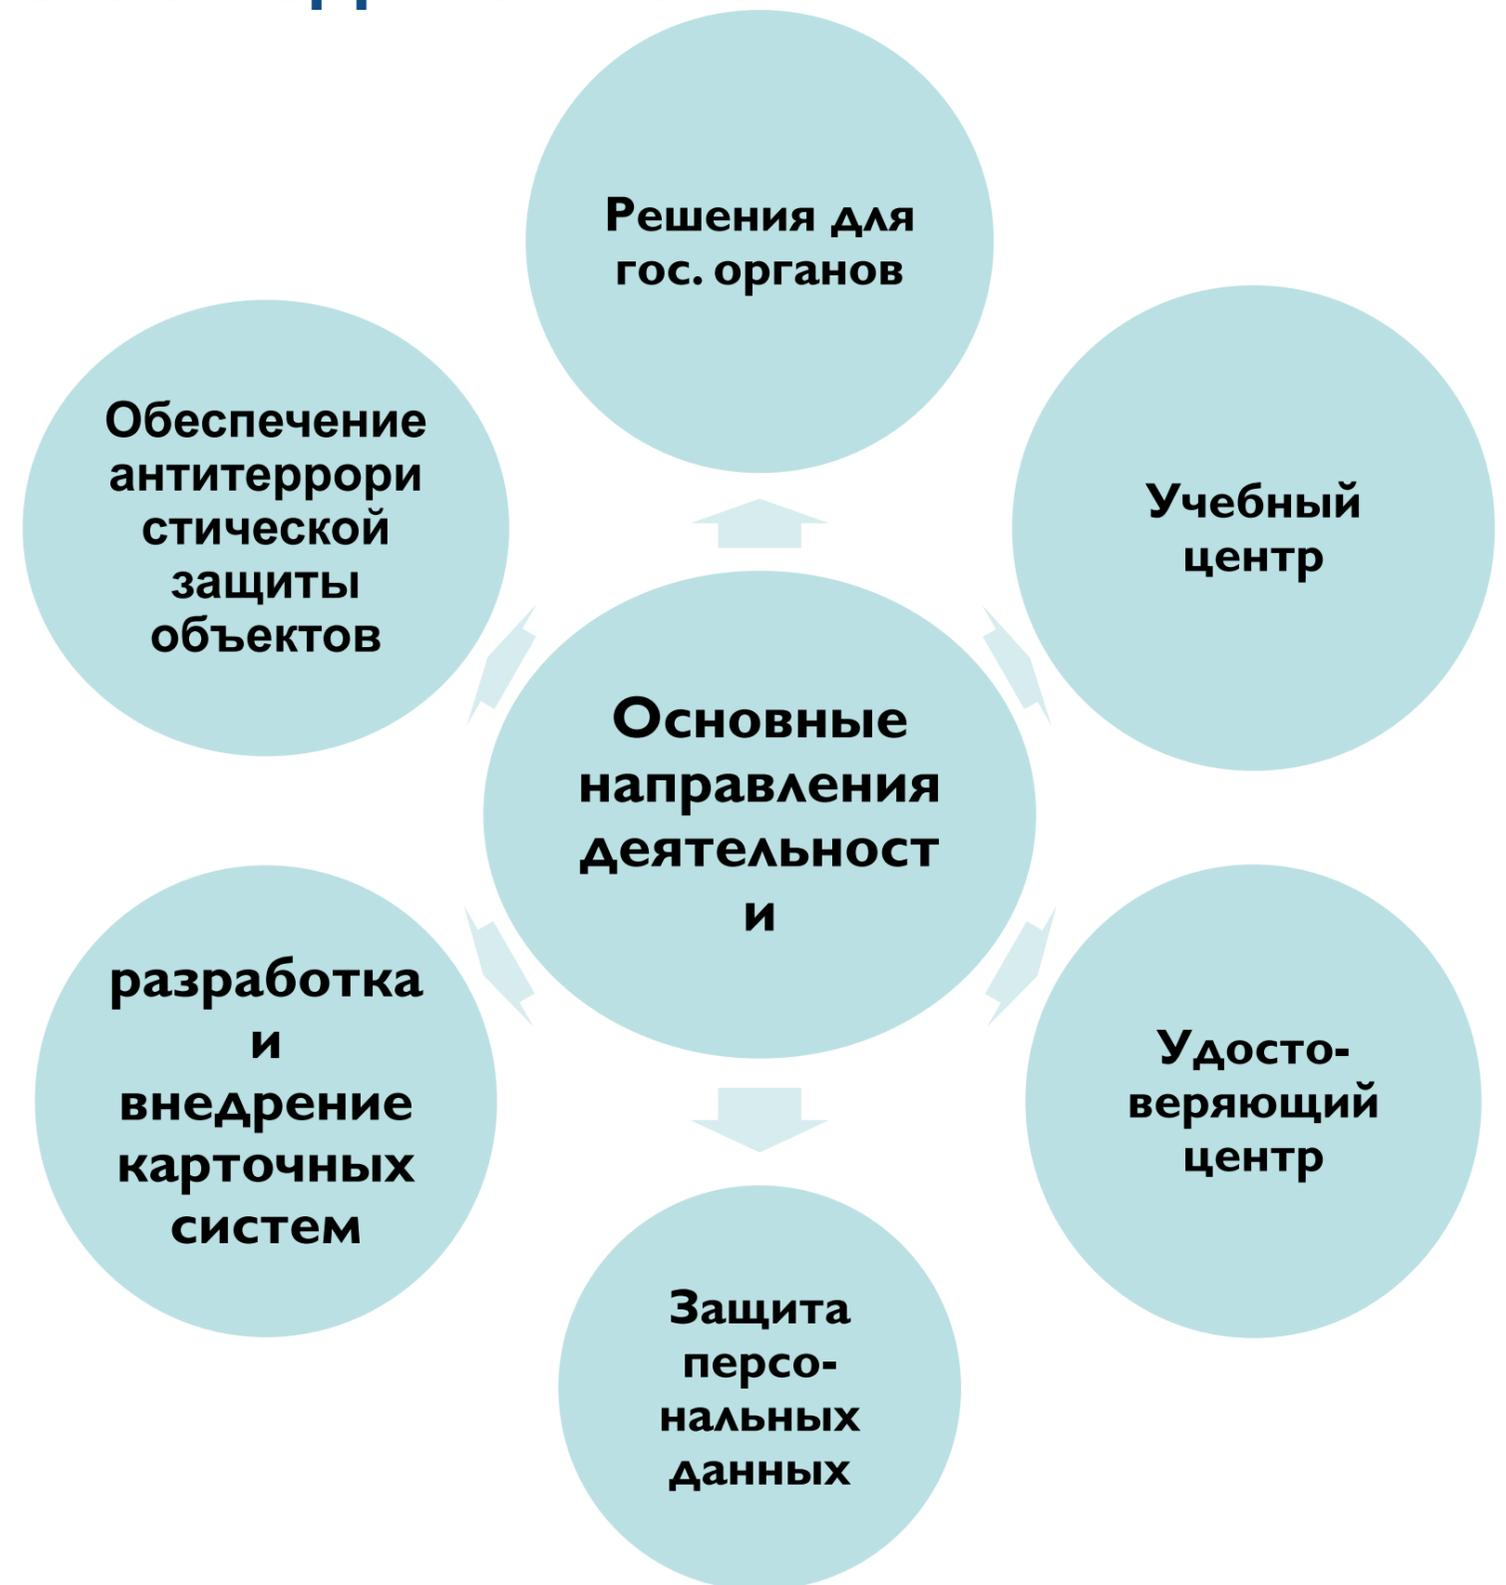 Решения для
гос. органов
Учебный
центр
Удосто-
веряющий
центр
Защита
персо-
нальных
данных
разработка
и
внедрение
карточных
систем
Обеспечение
антитеррори
стической
защиты
объектов
Основные
направления
деятельност
и